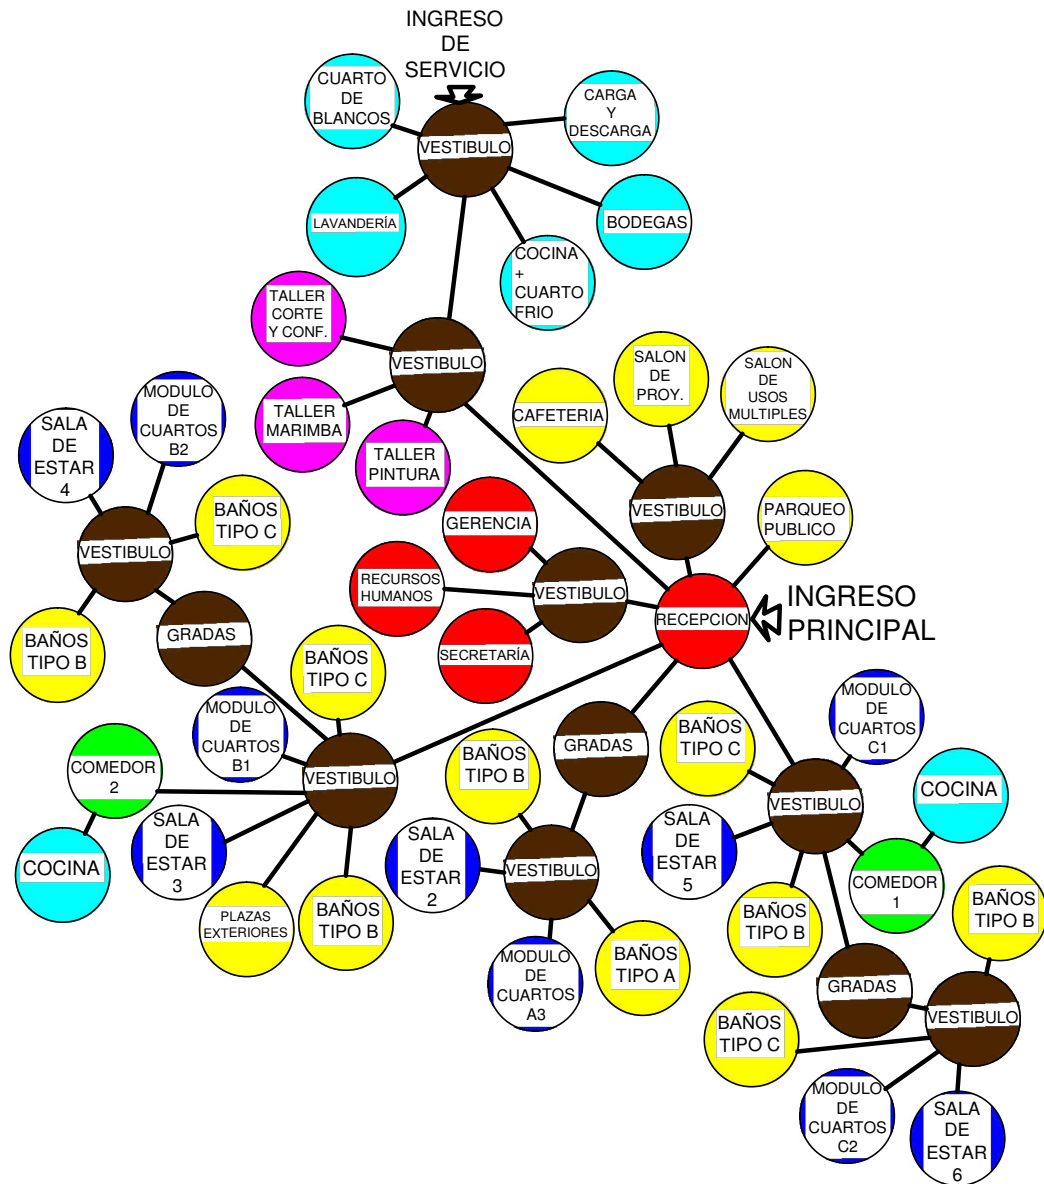 INGRESO
DE
SERVICIO
CUARTO
DE
BLANCOS
CARGA
Y
DESCARGA
VESTIBULO
LAVANDERÍA
BODEGAS
COCINA
+
CUARTO
FRIO
TALLER
CORTE
Y CONF.
VESTIBULO
SALON
DE
PROY.
SALON
DE
USOS
MULTIPLES
CAFETERIA
MODULO
DE
CUARTOS
B2
SALA
DE
ESTAR
4
TALLER
MARIMBA
TALLER
PINTURA
VESTIBULO
PARQUEO
PUBLICO
BAÑOS
TIPO C
GERENCIA
VESTIBULO
RECURSOS
HUMANOS
VESTIBULO
INGRESO
PRINCIPAL
RECEPCION
GRADAS
BAÑOS
TIPO B
SECRETARÍA
BAÑOS
TIPO C
MODULO
DE
CUARTOS
B1
COMEDOR
2
VESTIBULO
GRADAS
BAÑOS
TIPO B
BAÑOS
TIPO C
MODULO
DE
CUARTOS
C1
VESTIBULO
COCINA
COCINA
SALA
DE
ESTAR
3
SALA
DE
ESTAR
2
VESTIBULO
SALA
DE
ESTAR
5
COMEDOR
1
PLAZAS
EXTERIORES
BAÑOS
TIPO B
BAÑOS
TIPO B
BAÑOS
TIPO B
MODULO
DE
CUARTOS
A3
BAÑOS
TIPO A
GRADAS
VESTIBULO
BAÑOS
TIPO C
MODULO
DE
CUARTOS
C2
SALA
DE
ESTAR
6